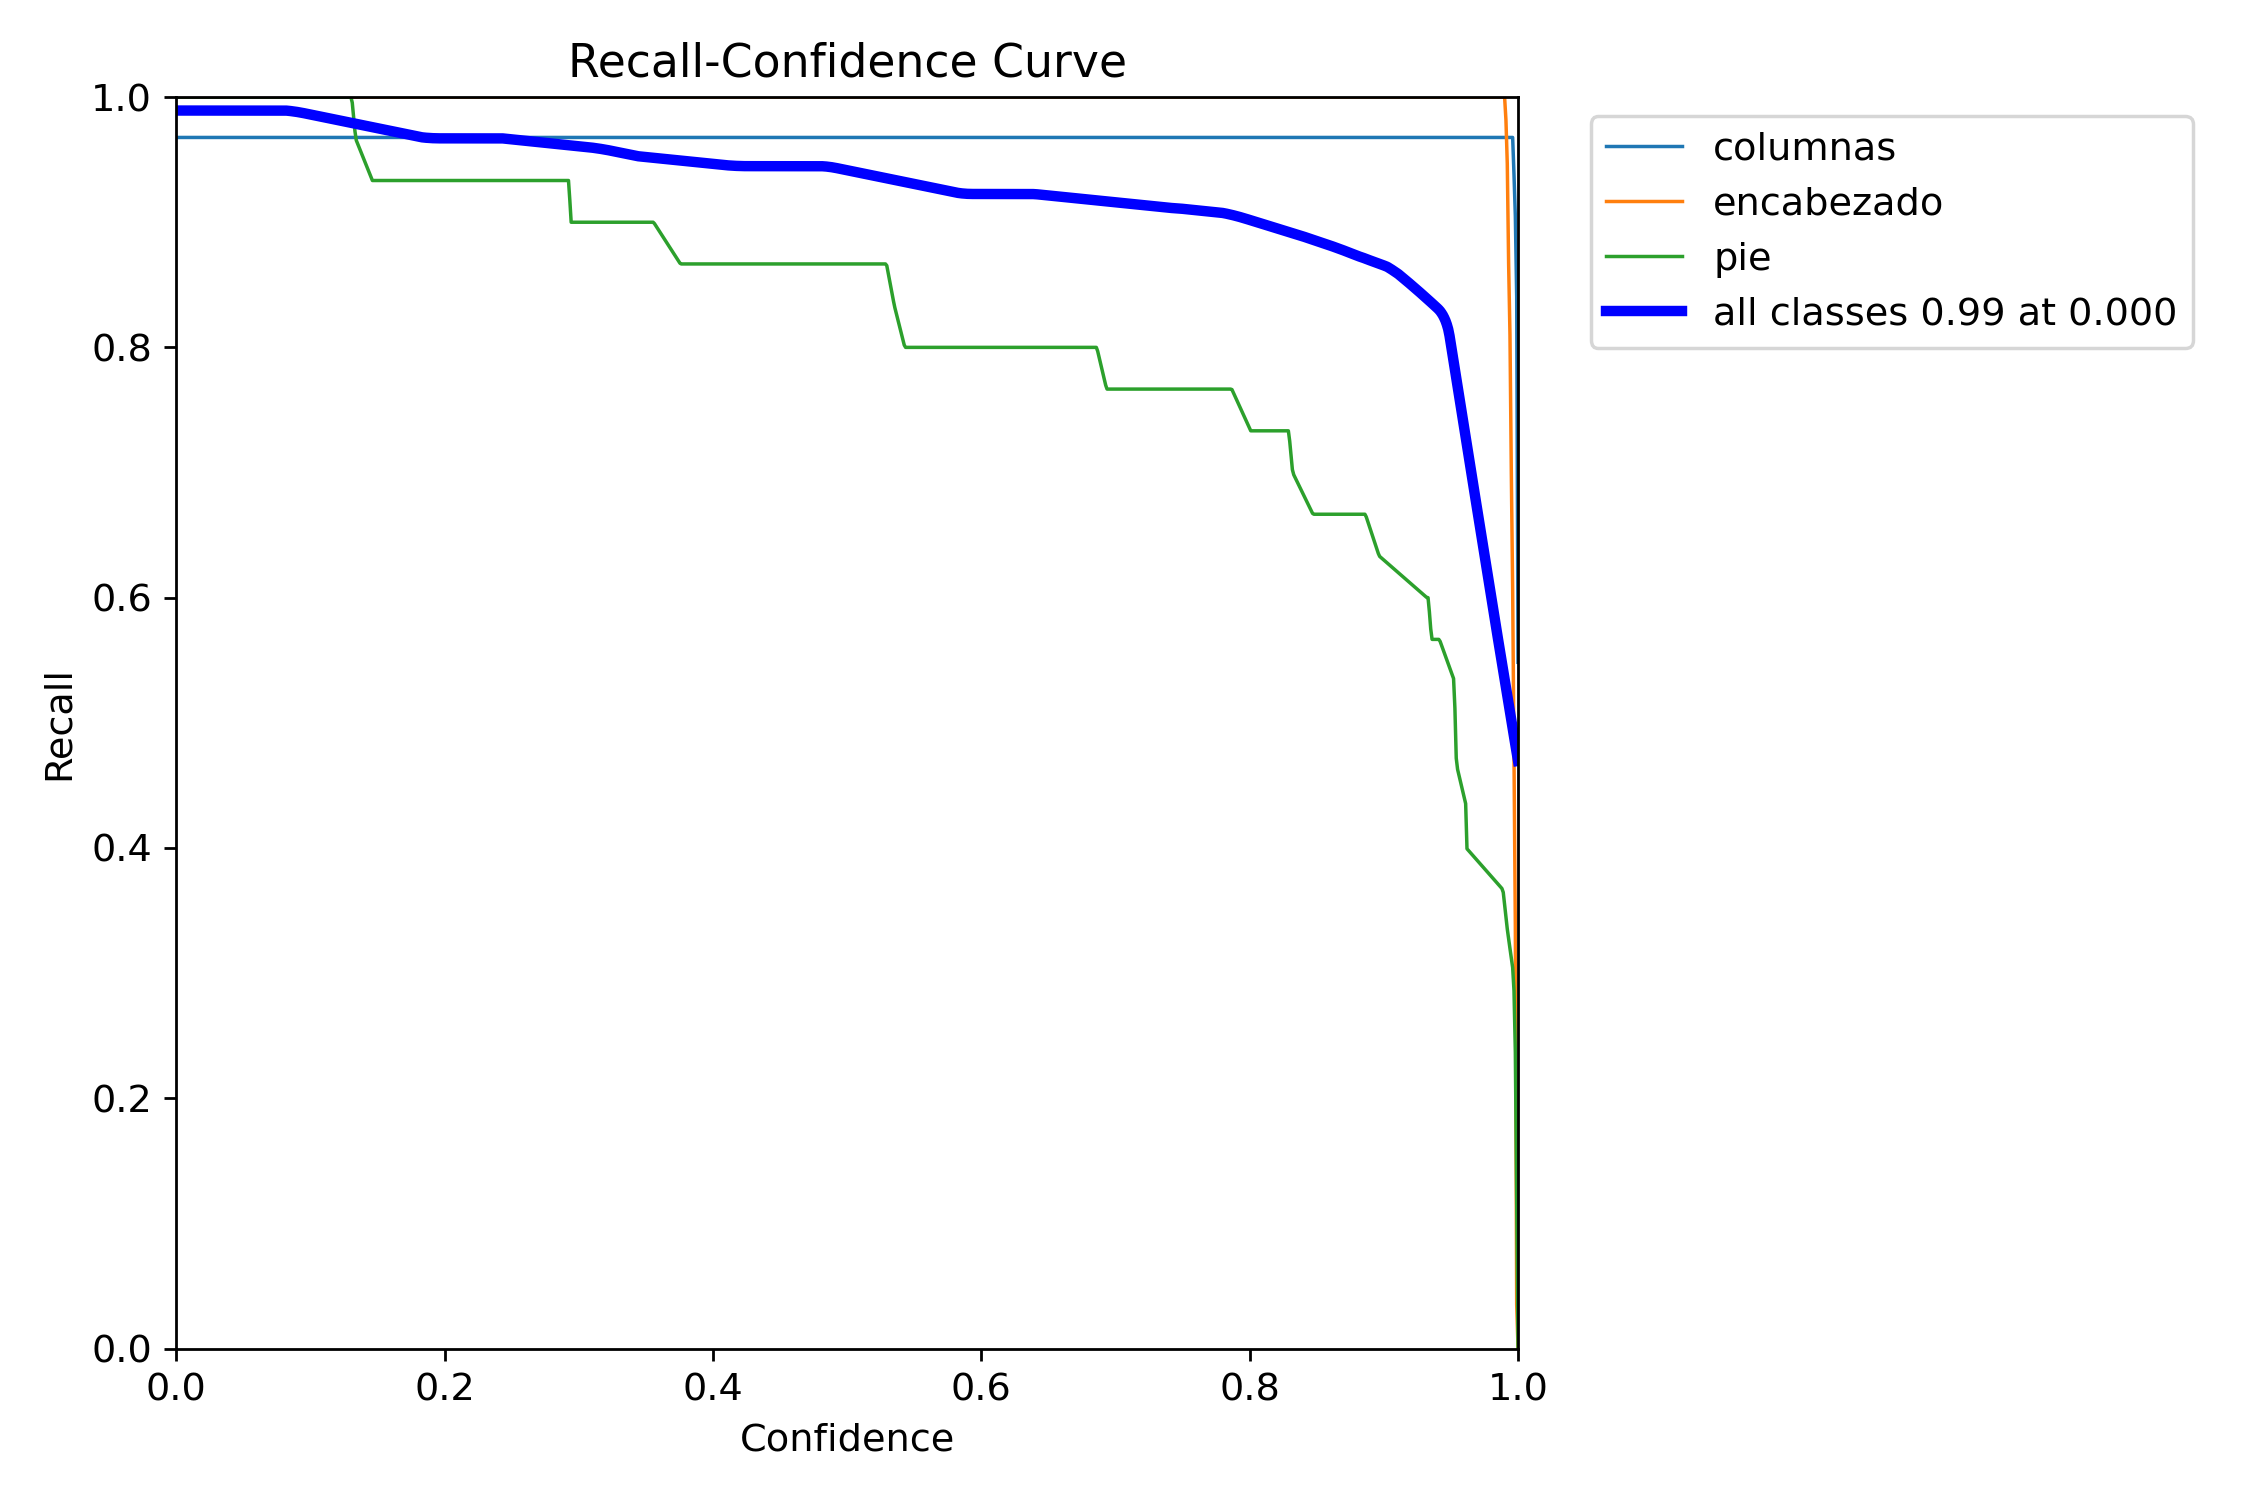 Recall-Confidence Curve
1.0
0.8
0.6
0.4
0.2
0.0
Recall
0.0 0.2 0.4 0.6 0.8 1.0
Confidence
columnas
encabezado
pie
all classes 0.99 at 0.000